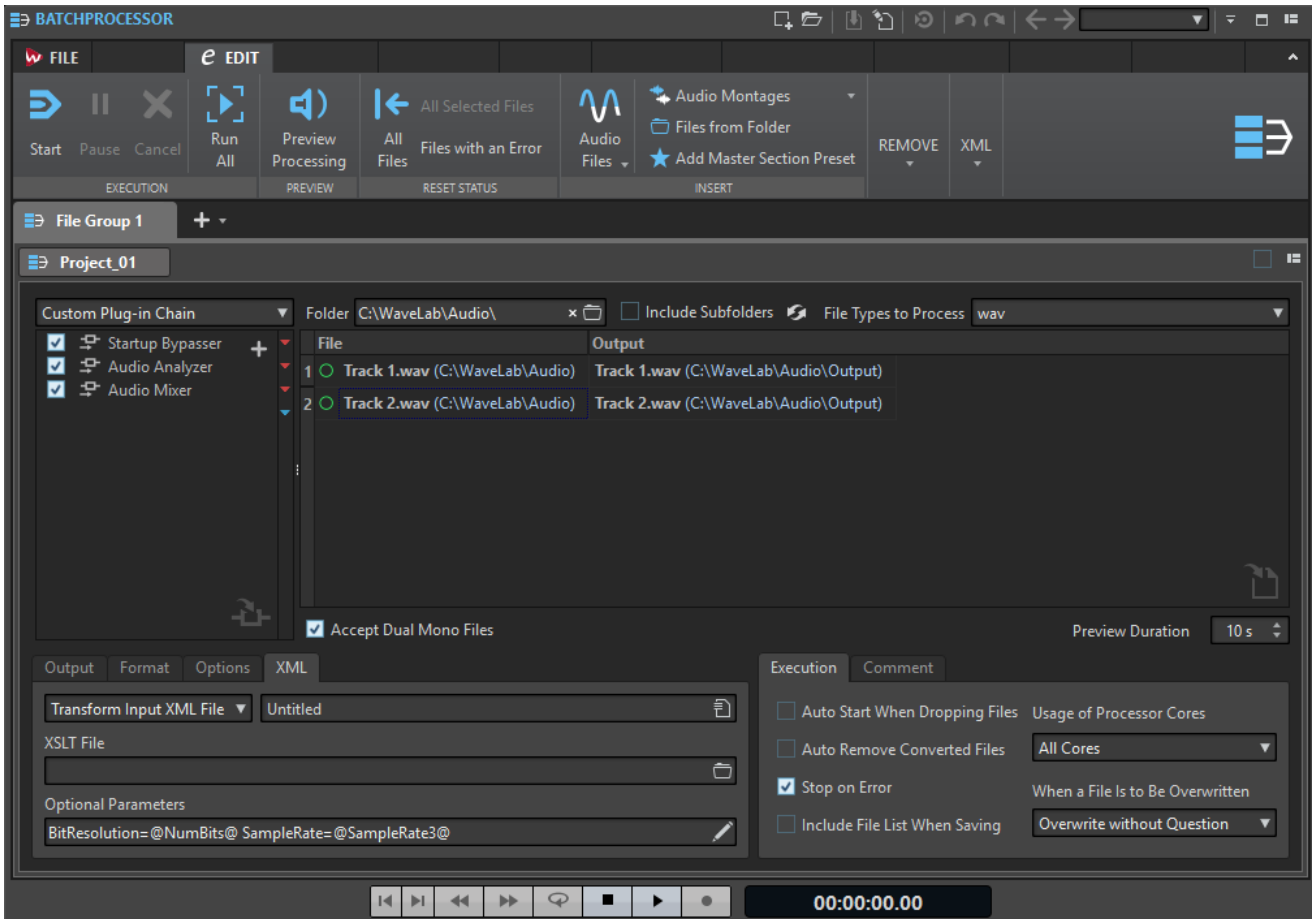 BATCHPROCESSOR
FILE
EDIT
Start
Pause
Cancel
EXECUTION
Run
All
Preview
Processing
PREVIEW
All
Files
All Selected Files
Files with an Error
RESET STATUS
Audio
Files
Audio Montages
Files from Folder
Add Master Section Preset
INSERT
REMOVE
XML
File Group 1
Project_01
Custom Plug-in Chain
Startup Bypasser
Audio Analyzer
Audio Mixer
Folder C:\WaveLab\Audio\
Include Subfolders
File Types to Process wav
File Output
1 Track 1.wav (C:\WaveLab\Audio) Track 1.wav (C:\WaveLab\Audio\Output)
2 Track 2.wav (C:\WaveLab\Audio) Track 2.wav (C:\WaveLab\Audio\Output)
Accept Dual Mono Files
Preview Duration 10 s
Output Format Options XML
Transform Input XML File Untitled
XSLT File
Optional Parameters
BitResolution=@NumBits@ SampleRate=@SampleRate3@
Execution Comment
Auto Start When Dropping Files
Auto Remove Converted Files
Stop on Error
Include File List When Saving
Usage of Processor Cores
All Cores
When a File Is to Be Overwritten
Overwrite without Question
00:00:00.00